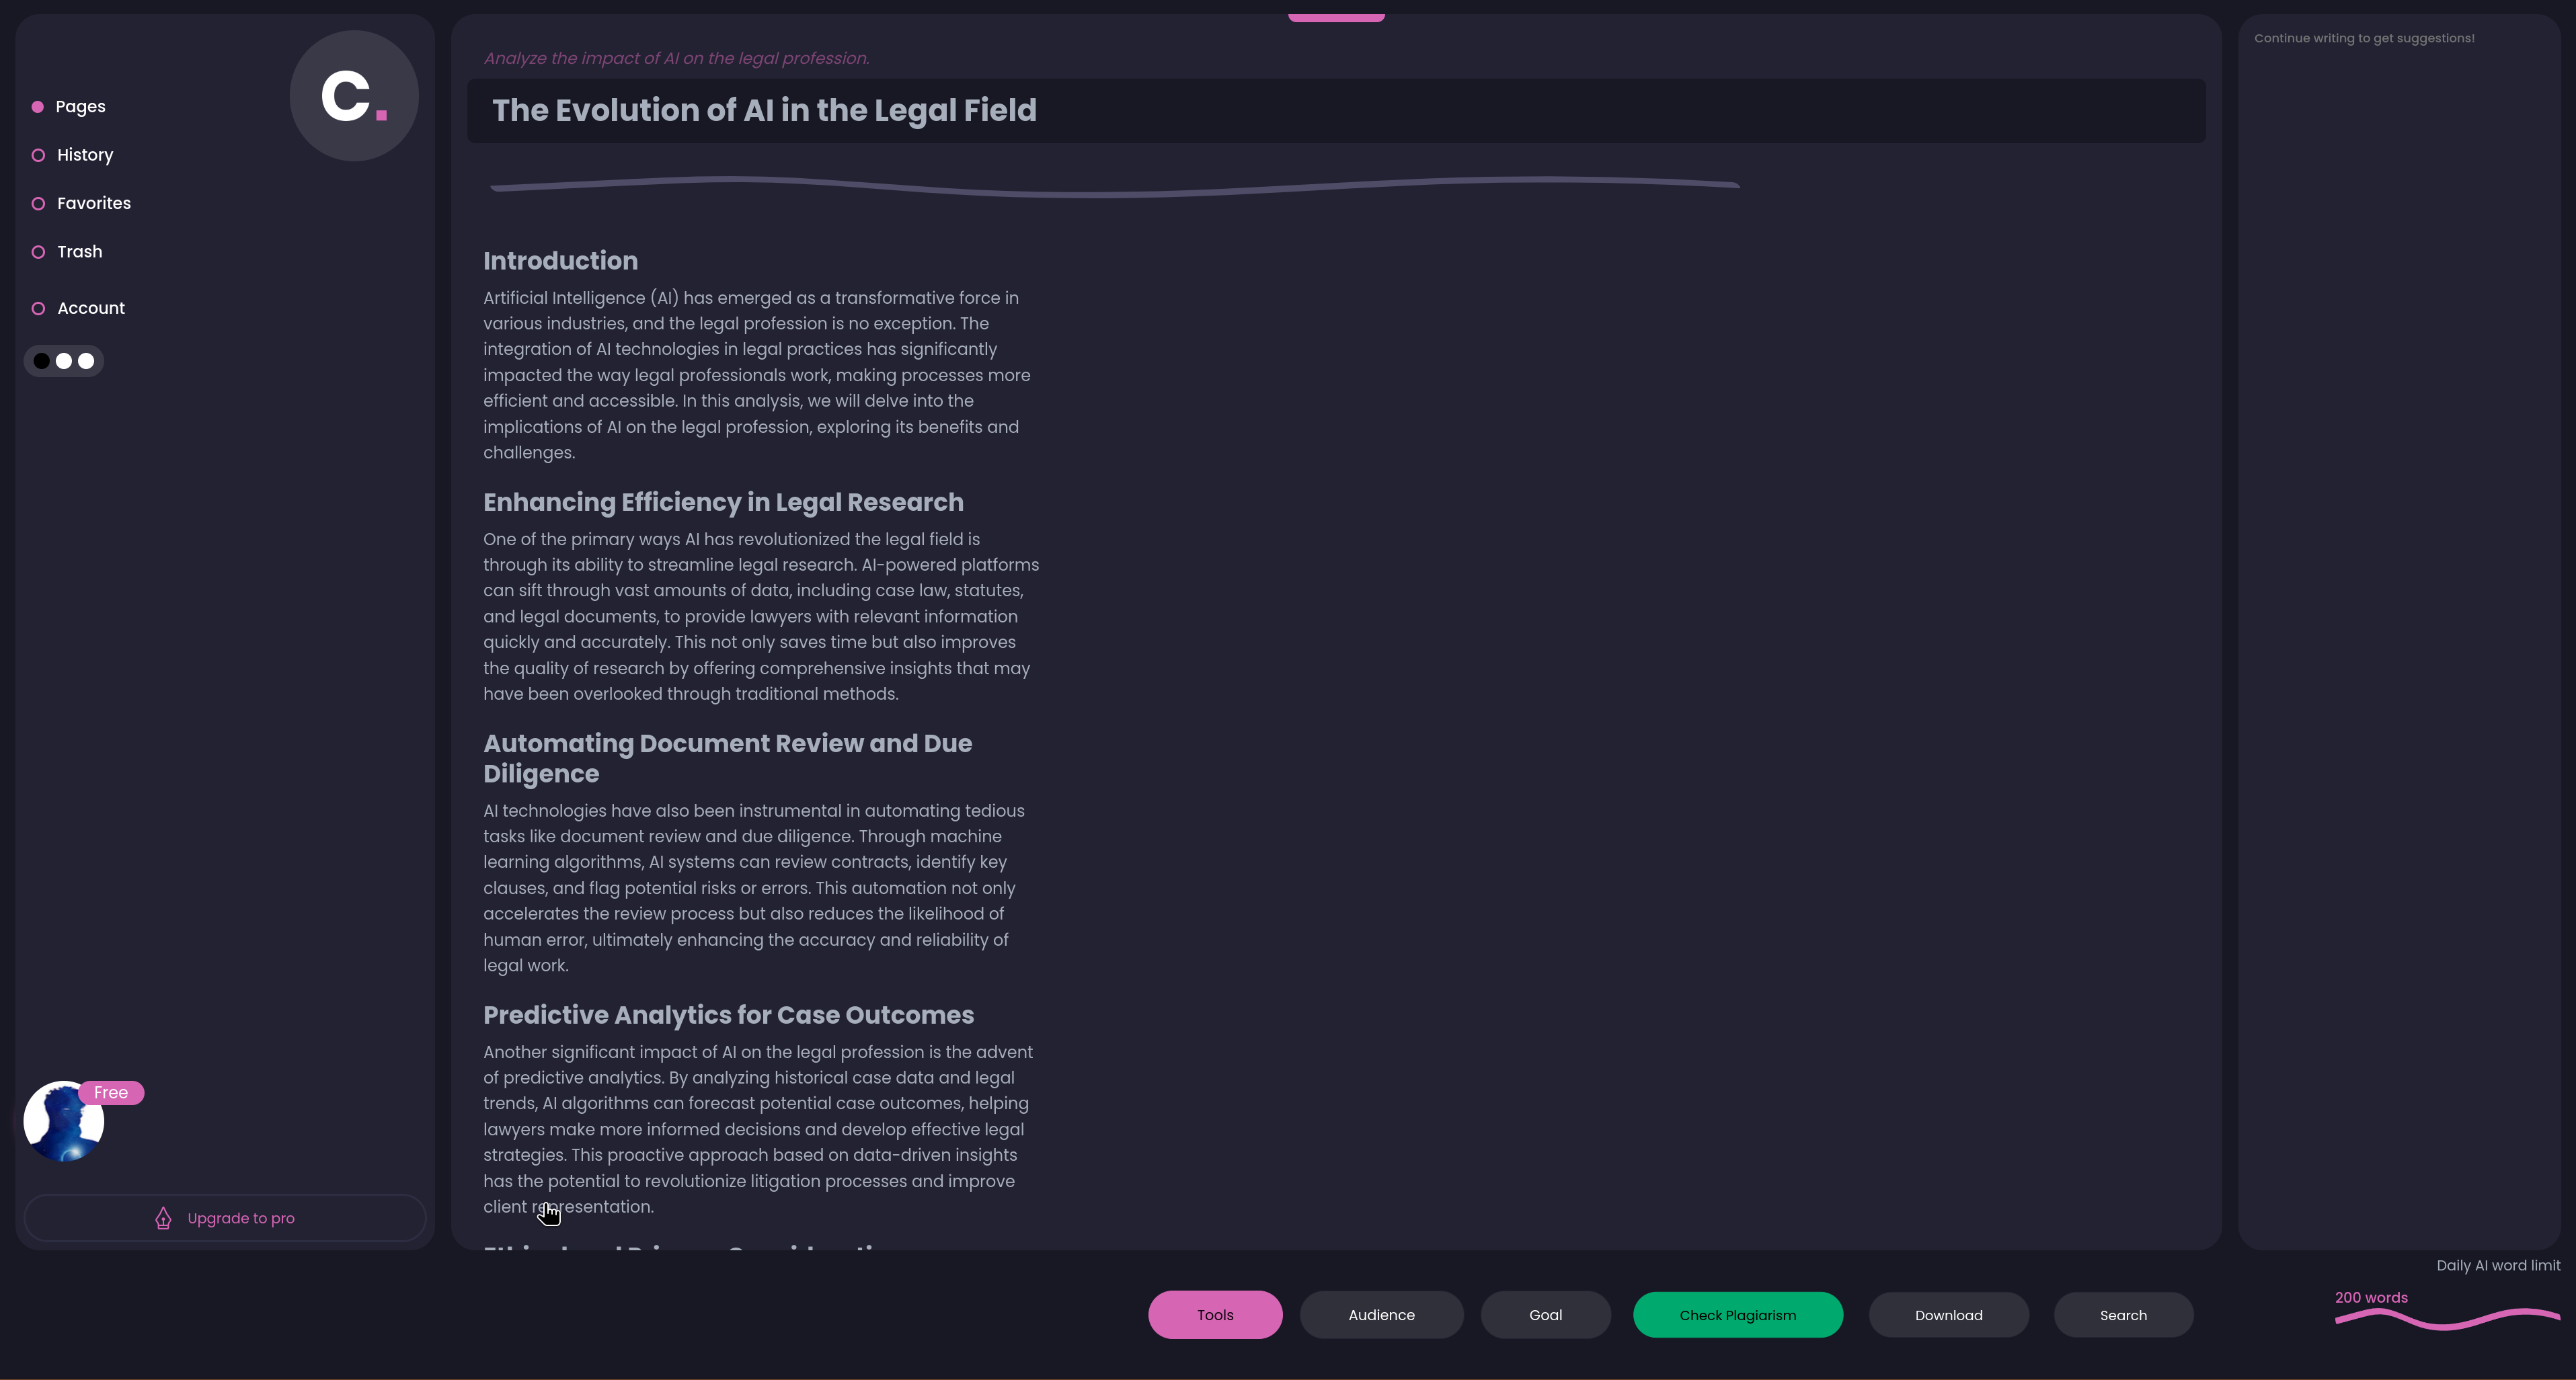 C.
Pages
History
Favorites
Trash
Account
Free
Upgrade to pro
Analyze the impact of AI on the legal profession.
The Evolution of AI in the Legal Field
Introduction
Artificial Intelligence (AI) has emerged as a transformative force in
various industries, and the legal profession is no exception. The
integration of AI technologies in legal practices has significantly
impacted the way legal professionals work, making processes more
efficient and accessible. In this analysis, we will delve into the
implications of AI on the legal profession, exploring its benefits and
challenges.
Enhancing Efficiency in Legal Research
One of the primary ways AI has revolutionized the legal field is
through its ability to streamline legal research. AI-powered platforms
can sift through vast amounts of data, including case law, statutes,
and legal documents, to provide lawyers with relevant information
quickly and accurately. This not only saves time but also improves
the quality of research by offering comprehensive insights that may
have been overlooked through traditional methods.
Automating Document Review and Due
Diligence
AI technologies have also been instrumental in automating tedious
tasks like document review and due diligence. Through machine
learning algorithms, AI systems can review contracts, identify key
clauses, and flag potential risks or errors. This automation not only
accelerates the review process but also reduces the likelihood of
human error, ultimately enhancing the accuracy and reliability of
legal work.
Predictive Analytics for Case Outcomes
Another significant impact of AI on the legal profession is the advent
of predictive analytics. By analyzing historical case data and legal
trends, AI algorithms can forecast potential case outcomes, helping
lawyers make more informed decisions and develop effective legal
strategies. This proactive approach based on data-driven insights
has the potential to revolutionize litigation processes and improve
client representation.
Continue writing to get suggestions!
Tools
Audience
Goal
Check Plagiarism
Download
Search
Daily AI word limit
200 words